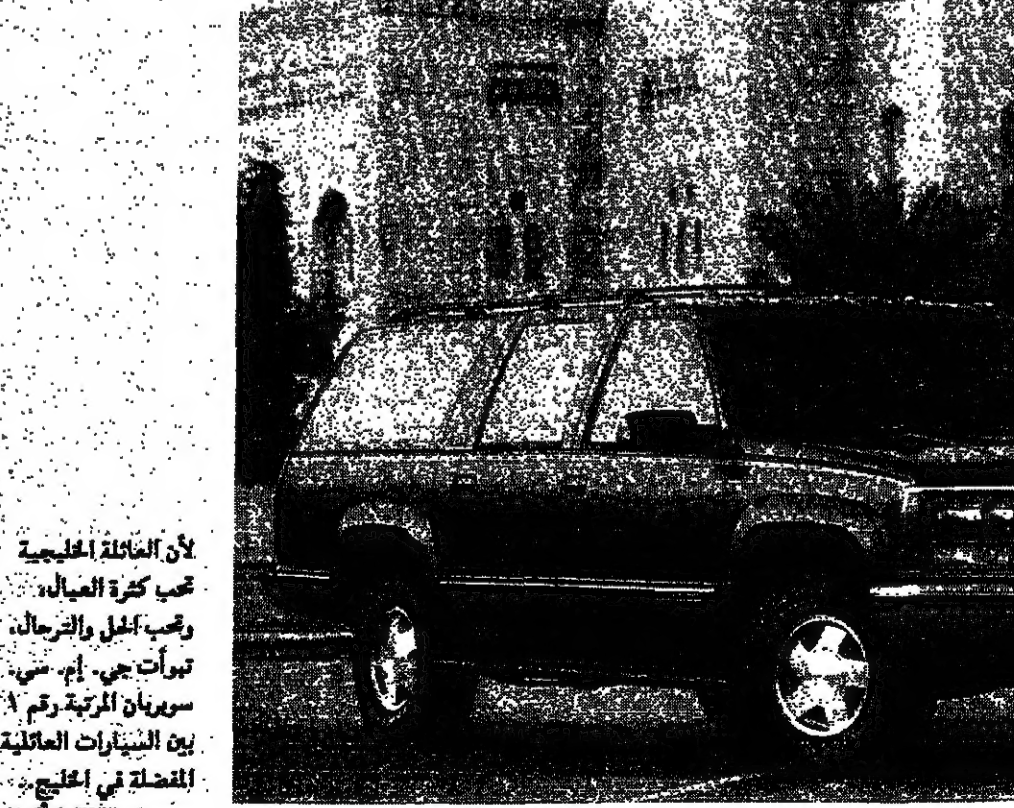 لأن العائلة الخليجية
تحب كثرة العيال،
وتحب الحل والترحال،
تبوأت جي. إم. سي.
سوبربان المرتبة رقم ١
بين السيارات العائلية
المفضلة في الخليج.